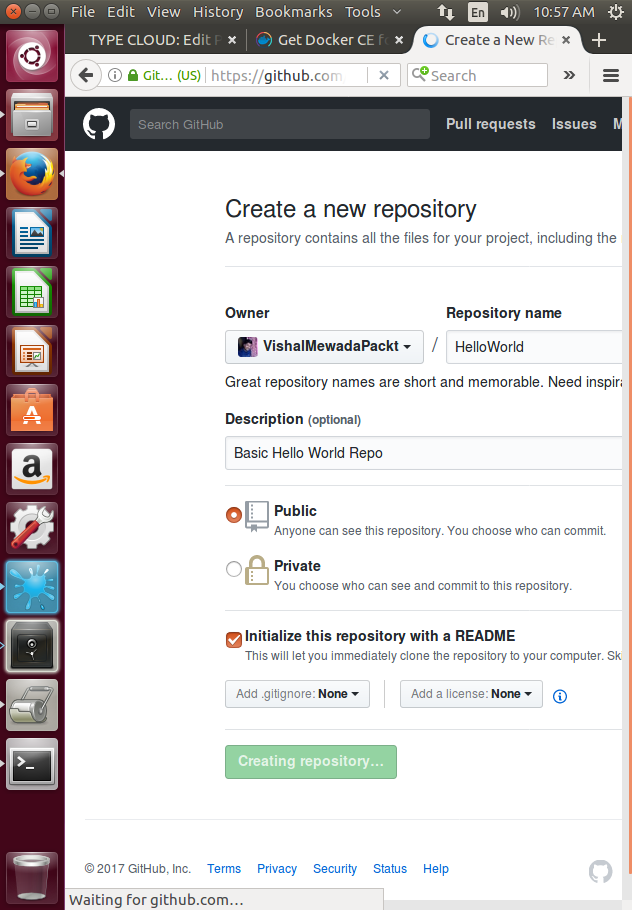 File Edit View History Bookmarks Tools En 10:57 AM
TYPE CLOUD: Edit P Get Docker CE fo Create a New Re
Git… (US) https://github.com Search
Search GitHub Pull requests Issues M
Create a new repository
A repository contains all the files for your project, including the
Owner Repository name
VishalMewadaPackt / HelloWorld
Great repository names are short and memorable. Need inspira
Description (optional)
Basic Hello World Repo
Public
Anyone can see this repository. You choose who can commit.
Private
You choose who can see and commit to this repository.
Initialize this repository with a README
This will let you immediately clone the repository to your computer. Sk
Add .gitignore: None Add a license: None
Creating repository…
© 2017 GitHub, Inc. Terms Privacy Security Status Help
Waiting for github.com…